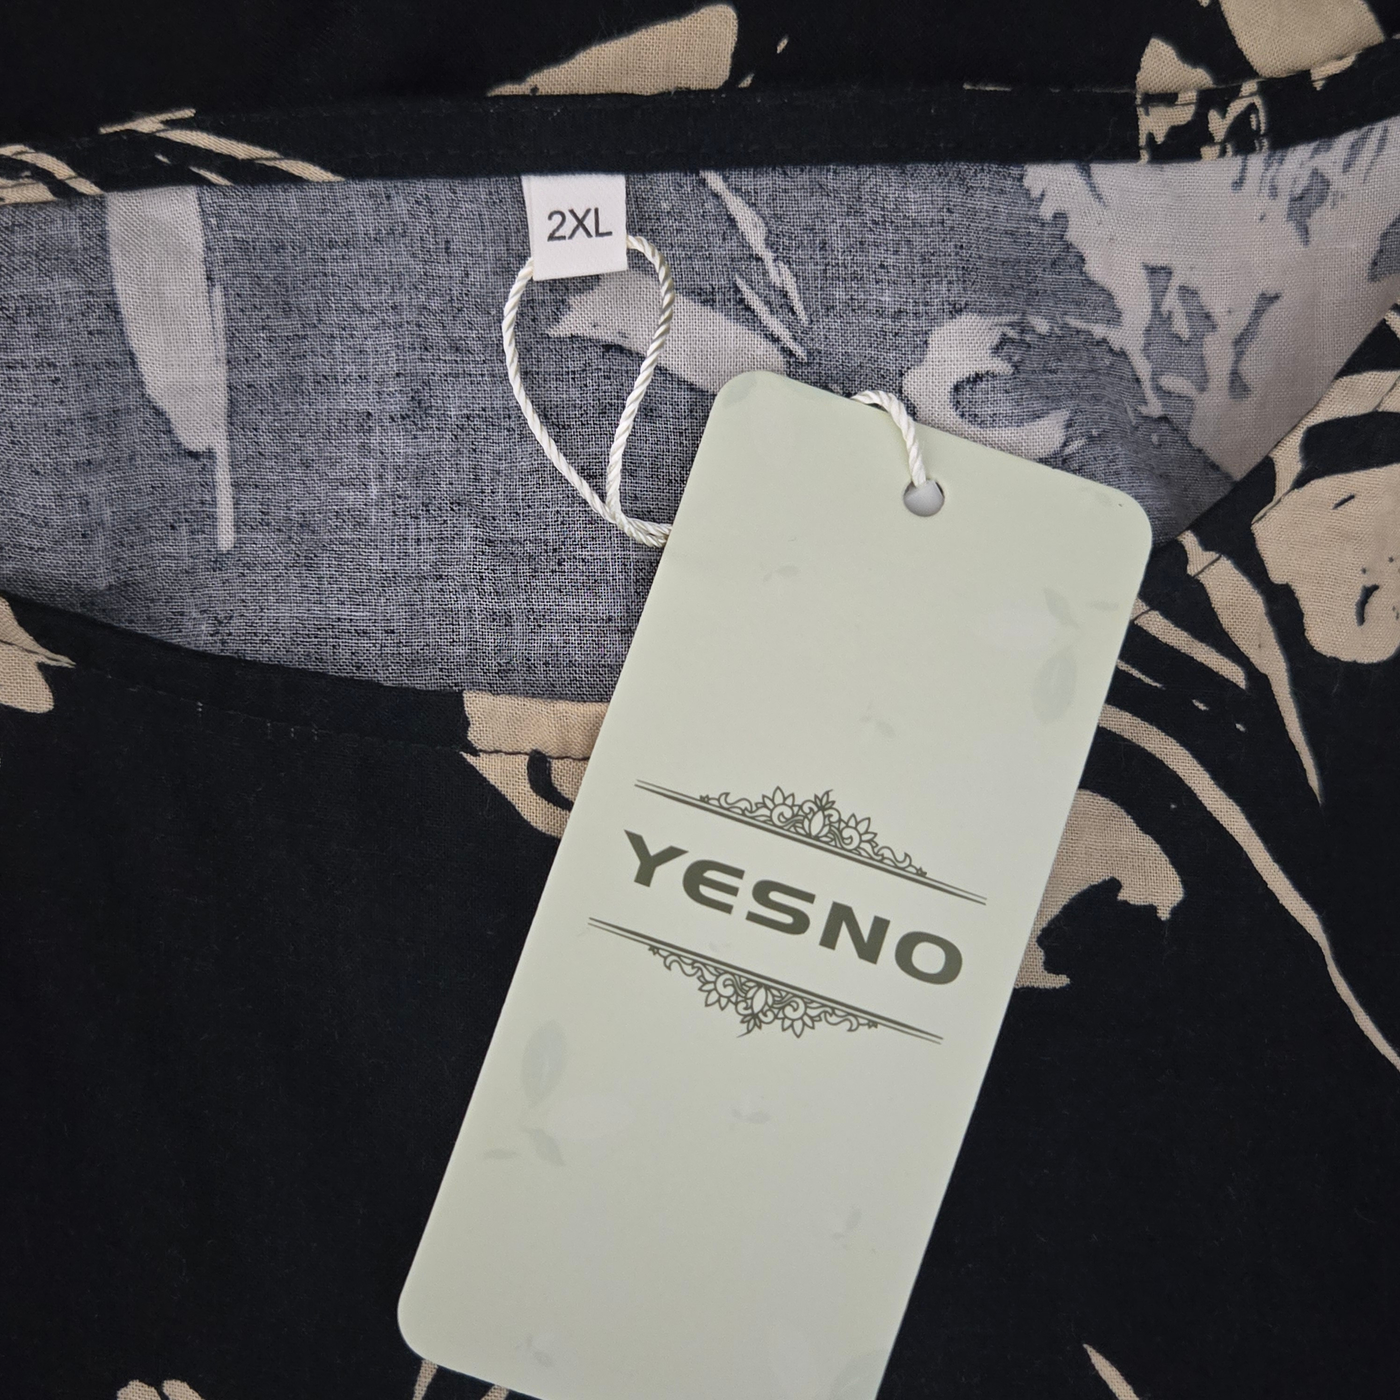 2XL
YESNO